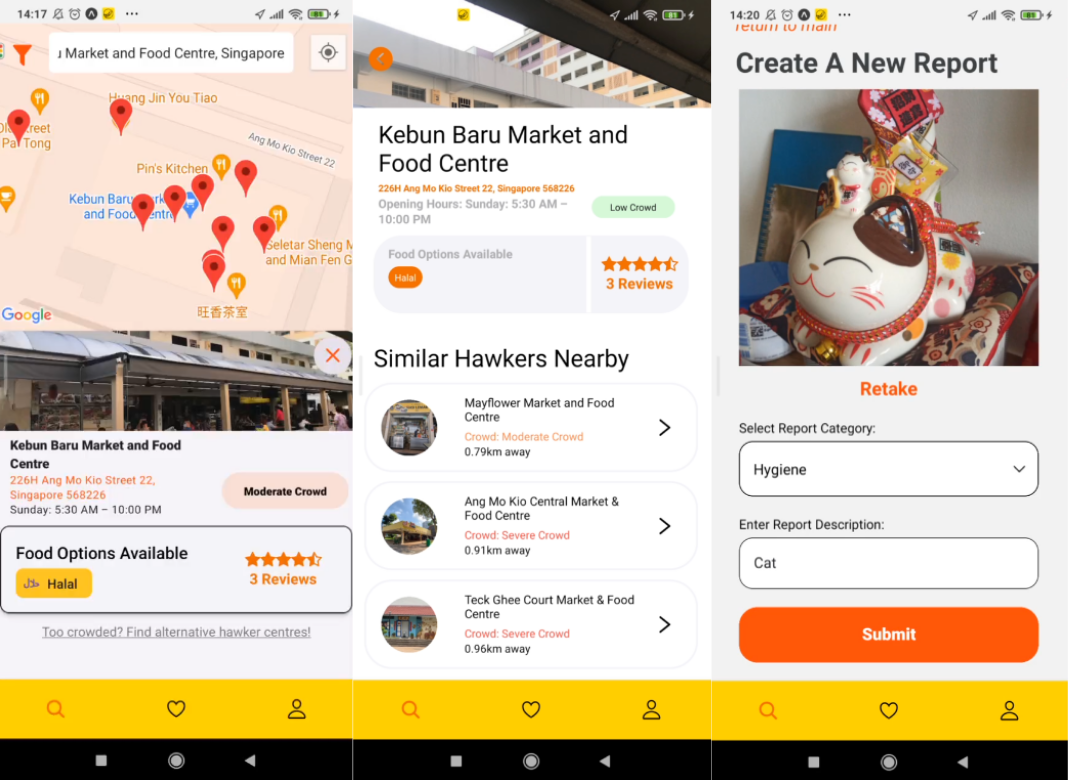 14:17
ɹ Market and Food Centre, Singapore
Huang Jin You Tiao
Ang Mo Kio Street 22
Pin's Kitchen
Kebun Baru
Seletar Sheng M
and Mian Fen G
旺香茶室
Google
Kebun Baru Market and Food
Centre
226H Ang Mo Kio Street 22,
Singapore 568226
Sunday: 5:30 AM – 10:00 PM
Moderate Crowd
Food Options Available
Halal
3 Reviews
Too crowded? Find alternative hawker centres!
Kebun Baru Market and
Food Centre
226H Ang Mo Kio Street 22, Singapore 568226
Opening Hours: Sunday: 5:30 AM –
10:00 PM
Low Crowd
Food Options Available
Halal
3 Reviews
Similar Hawkers Nearby
Mayflower Market and Food
Centre
Crowd: Moderate Crowd
0.79km away
Ang Mo Kio Central Market &
Food Centre
Crowd: Severe Crowd
0.91km away
Teck Ghee Court Market & Food
Centre
Crowd: Severe Crowd
0.96km away
14:20
return to main
Create A New Report
Retake
Select Report Category:
Hygiene
Enter Report Description:
Cat
Submit